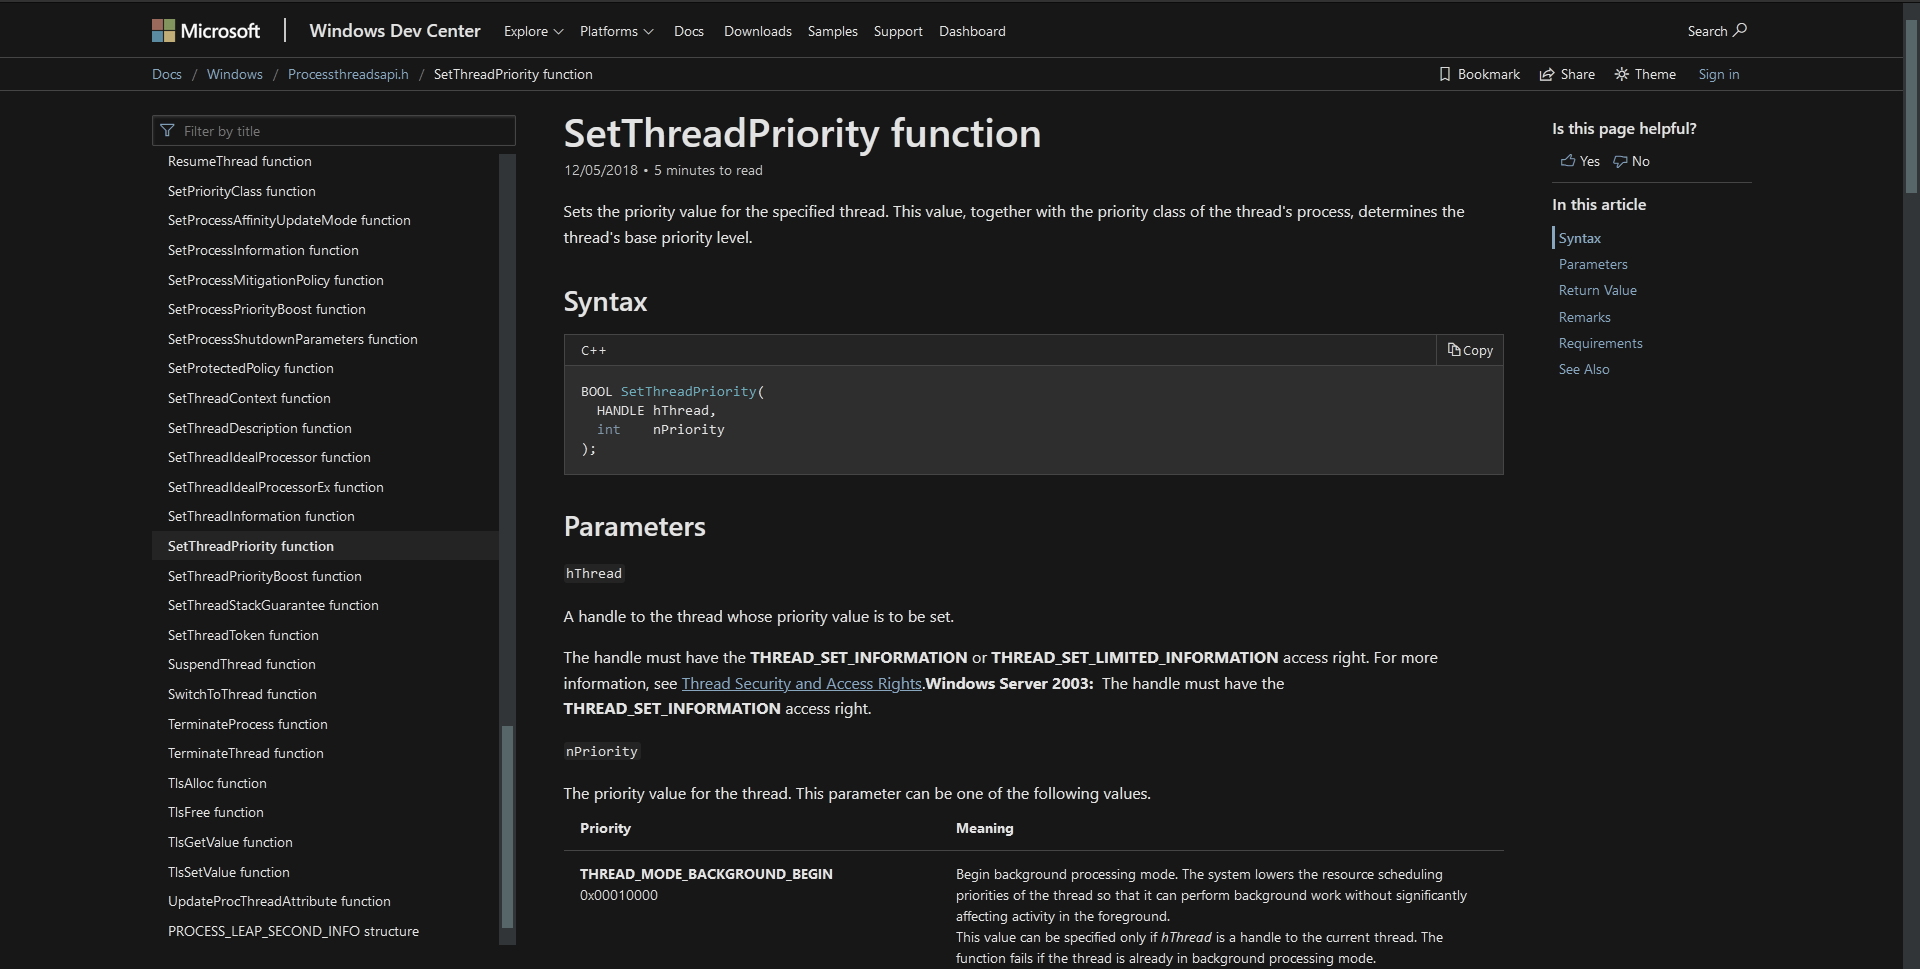 Microsoft
Windows Dev Center
Explore
Platforms
Docs
Downloads
Samples
Support
Dashboard
Search
Docs / Windows / Processthreadsapi.h / SetThreadPriority function
Bookmark
Share
Theme
Sign in
Filter by title
ResumeThread function
SetPriorityClass function
SetProcessAffinityUpdateMode function
SetProcessInformation function
SetProcessMitigationPolicy function
SetProcessPriorityBoost function
SetProcessShutdownParameters function
SetProtectedPolicy function
SetThreadContext function
SetThreadDescription function
SetThreadIdealProcessor function
SetThreadIdealProcessorEx function
SetThreadInformation function
SetThreadPriority function
SetThreadPriorityBoost function
SetThreadStackGuarantee function
SetThreadToken function
SuspendThread function
SwitchToThread function
TerminateProcess function
TerminateThread function
TlsAlloc function
TlsFree function
TlsGetValue function
TlsSetValue function
UpdateProcThreadAttribute function
PROCESS_LEAP_SECOND_INFO structure
SetThreadPriority function
12/05/2018 • 5 minutes to read
Sets the priority value for the specified thread. This value, together with the priority class of the thread's process, determines the
thread's base priority level.
Syntax
C++
Copy
BOOL SetThreadPriority(
  HANDLE hThread,
  int    nPriority
);
Parameters
hThread
A handle to the thread whose priority value is to be set.
The handle must have the THREAD_SET_INFORMATION or THREAD_SET_LIMITED_INFORMATION access right. For more
information, see Thread Security and Access Rights.Windows Server 2003:  The handle must have the
THREAD_SET_INFORMATION access right.
nPriority
The priority value for the thread. This parameter can be one of the following values.
Priority
Meaning
THREAD_MODE_BACKGROUND_BEGIN
0x00010000
Begin background processing mode. The system lowers the resource scheduling
priorities of the thread so that it can perform background work without significantly
affecting activity in the foreground.
This value can be specified only if hThread is a handle to the current thread. The
function fails if the thread is already in background processing mode.
Is this page helpful?
Yes
No
In this article
Syntax
Parameters
Return Value
Remarks
Requirements
See Also